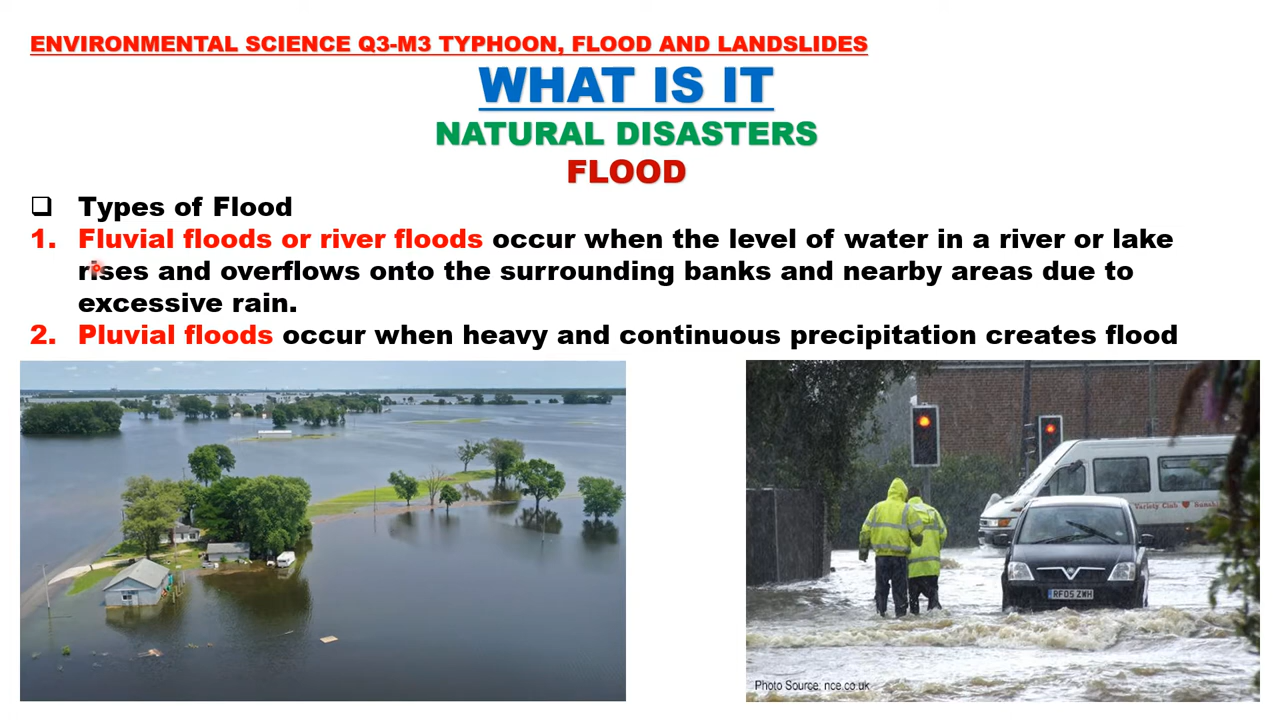 ENVIRONMENTAL SCIENCE Q3-M3 TYPHOON, FLOOD AND LANDSLIDES
WHAT IS IT
NATURAL DISASTERS
FLOOD
❑ Types of Flood
1. Fluvial floods or river floods occur when the level of water in a river or lake
rises and overflows onto the surrounding banks and nearby areas due to
excessive rain.
2. Pluvial floods occur when heavy and continuous precipitation creates flood
Variety Club ♥ Sunsh
RF05 ZWH
Photo Source: nce.co.uk